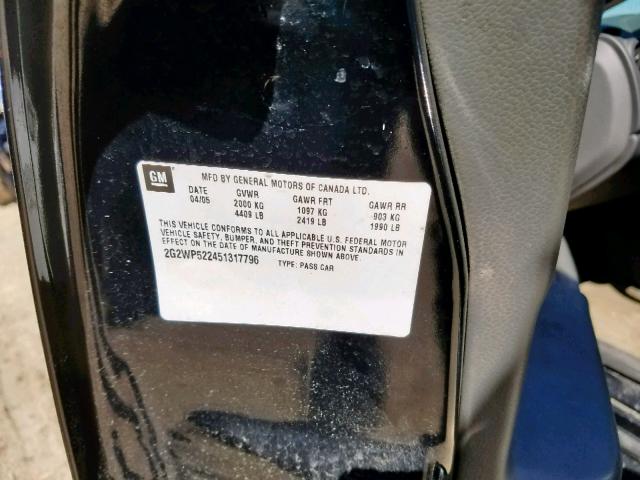 GM
MFD BY GENERAL MOTORS OF CANADA LTD.
DATE GVWR GAWR FRT GAWR RR
04/05 2000 KG 1097 KG 903 KG
4409 LB 2419 LB 1990 LB
THIS VEHICLE CONFORMS TO ALL APPLICABLE U.S. FEDERAL MOTOR
VEHICLE SAFETY, BUMPER, AND THEFT PREVENTION STANDARDS IN
EFFECT ON THE DATE OF MANUFACTURE SHOWN ABOVE.
2G2WP522451317796 TYPE: PASS CAR